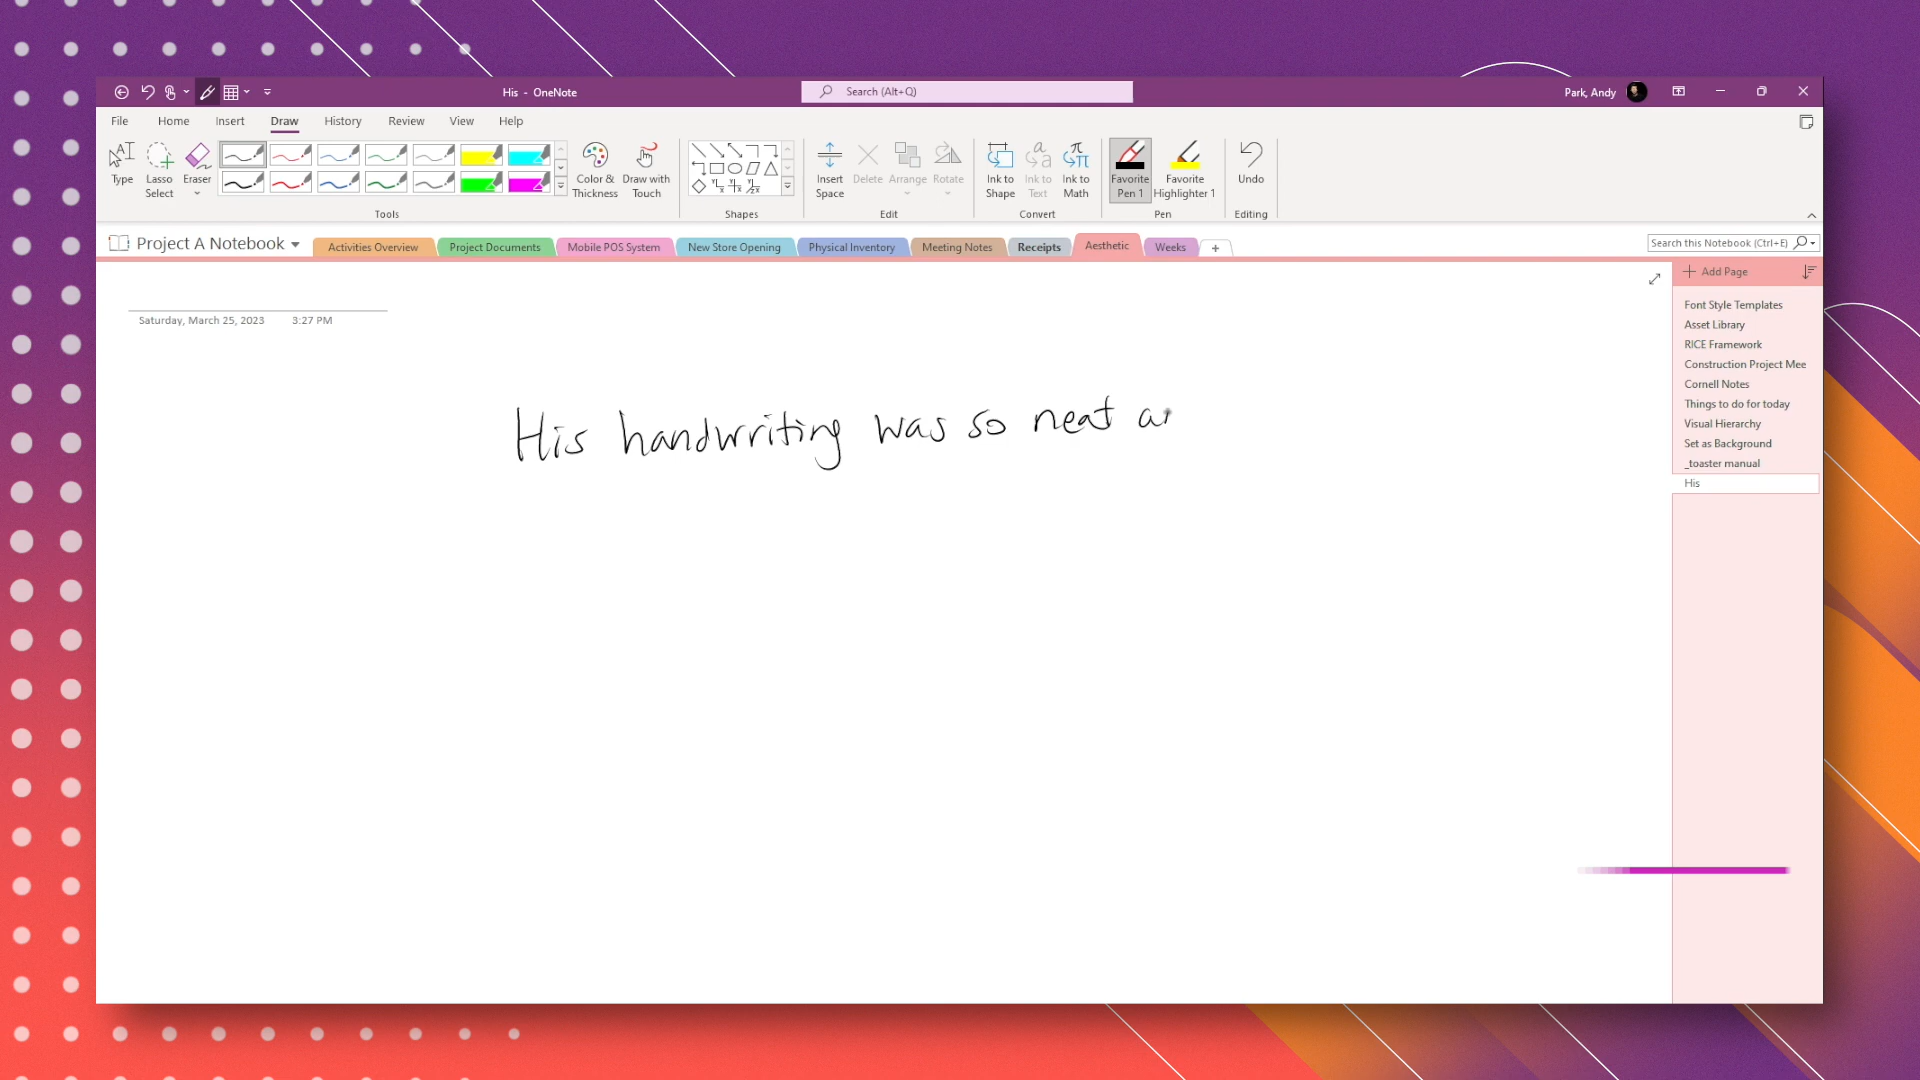 His - OneNote
Search (Alt+Q)
Park, Andy
File Home Insert Draw History Review View Help
Type
Lasso Select
Eraser
Color & Thickness
Draw with Touch
Insert Space
Delete
Arrange
Rotate
Ink to Shape
Ink to Text
Ink to Math
Favorite Pen 1
Favorite Highlighter 1
Undo
Tools
Shapes
Edit
Convert
Pen
Editing
Project A Notebook
Activities Overview
Project Documents
Mobile POS System
New Store Opening
Physical Inventory
Meeting Notes
Receipts
Aesthetic
Weeks
Search this Notebook (Ctrl+E)
Add Page
Saturday, March 25, 2023 3:27 PM
His handwriting was so neat ar
Font Style Templates
Asset Library
RICE Framework
Construction Project Mee
Cornell Notes
Things to do for today
Visual Hierarchy
Set as Background
_toaster manual
His